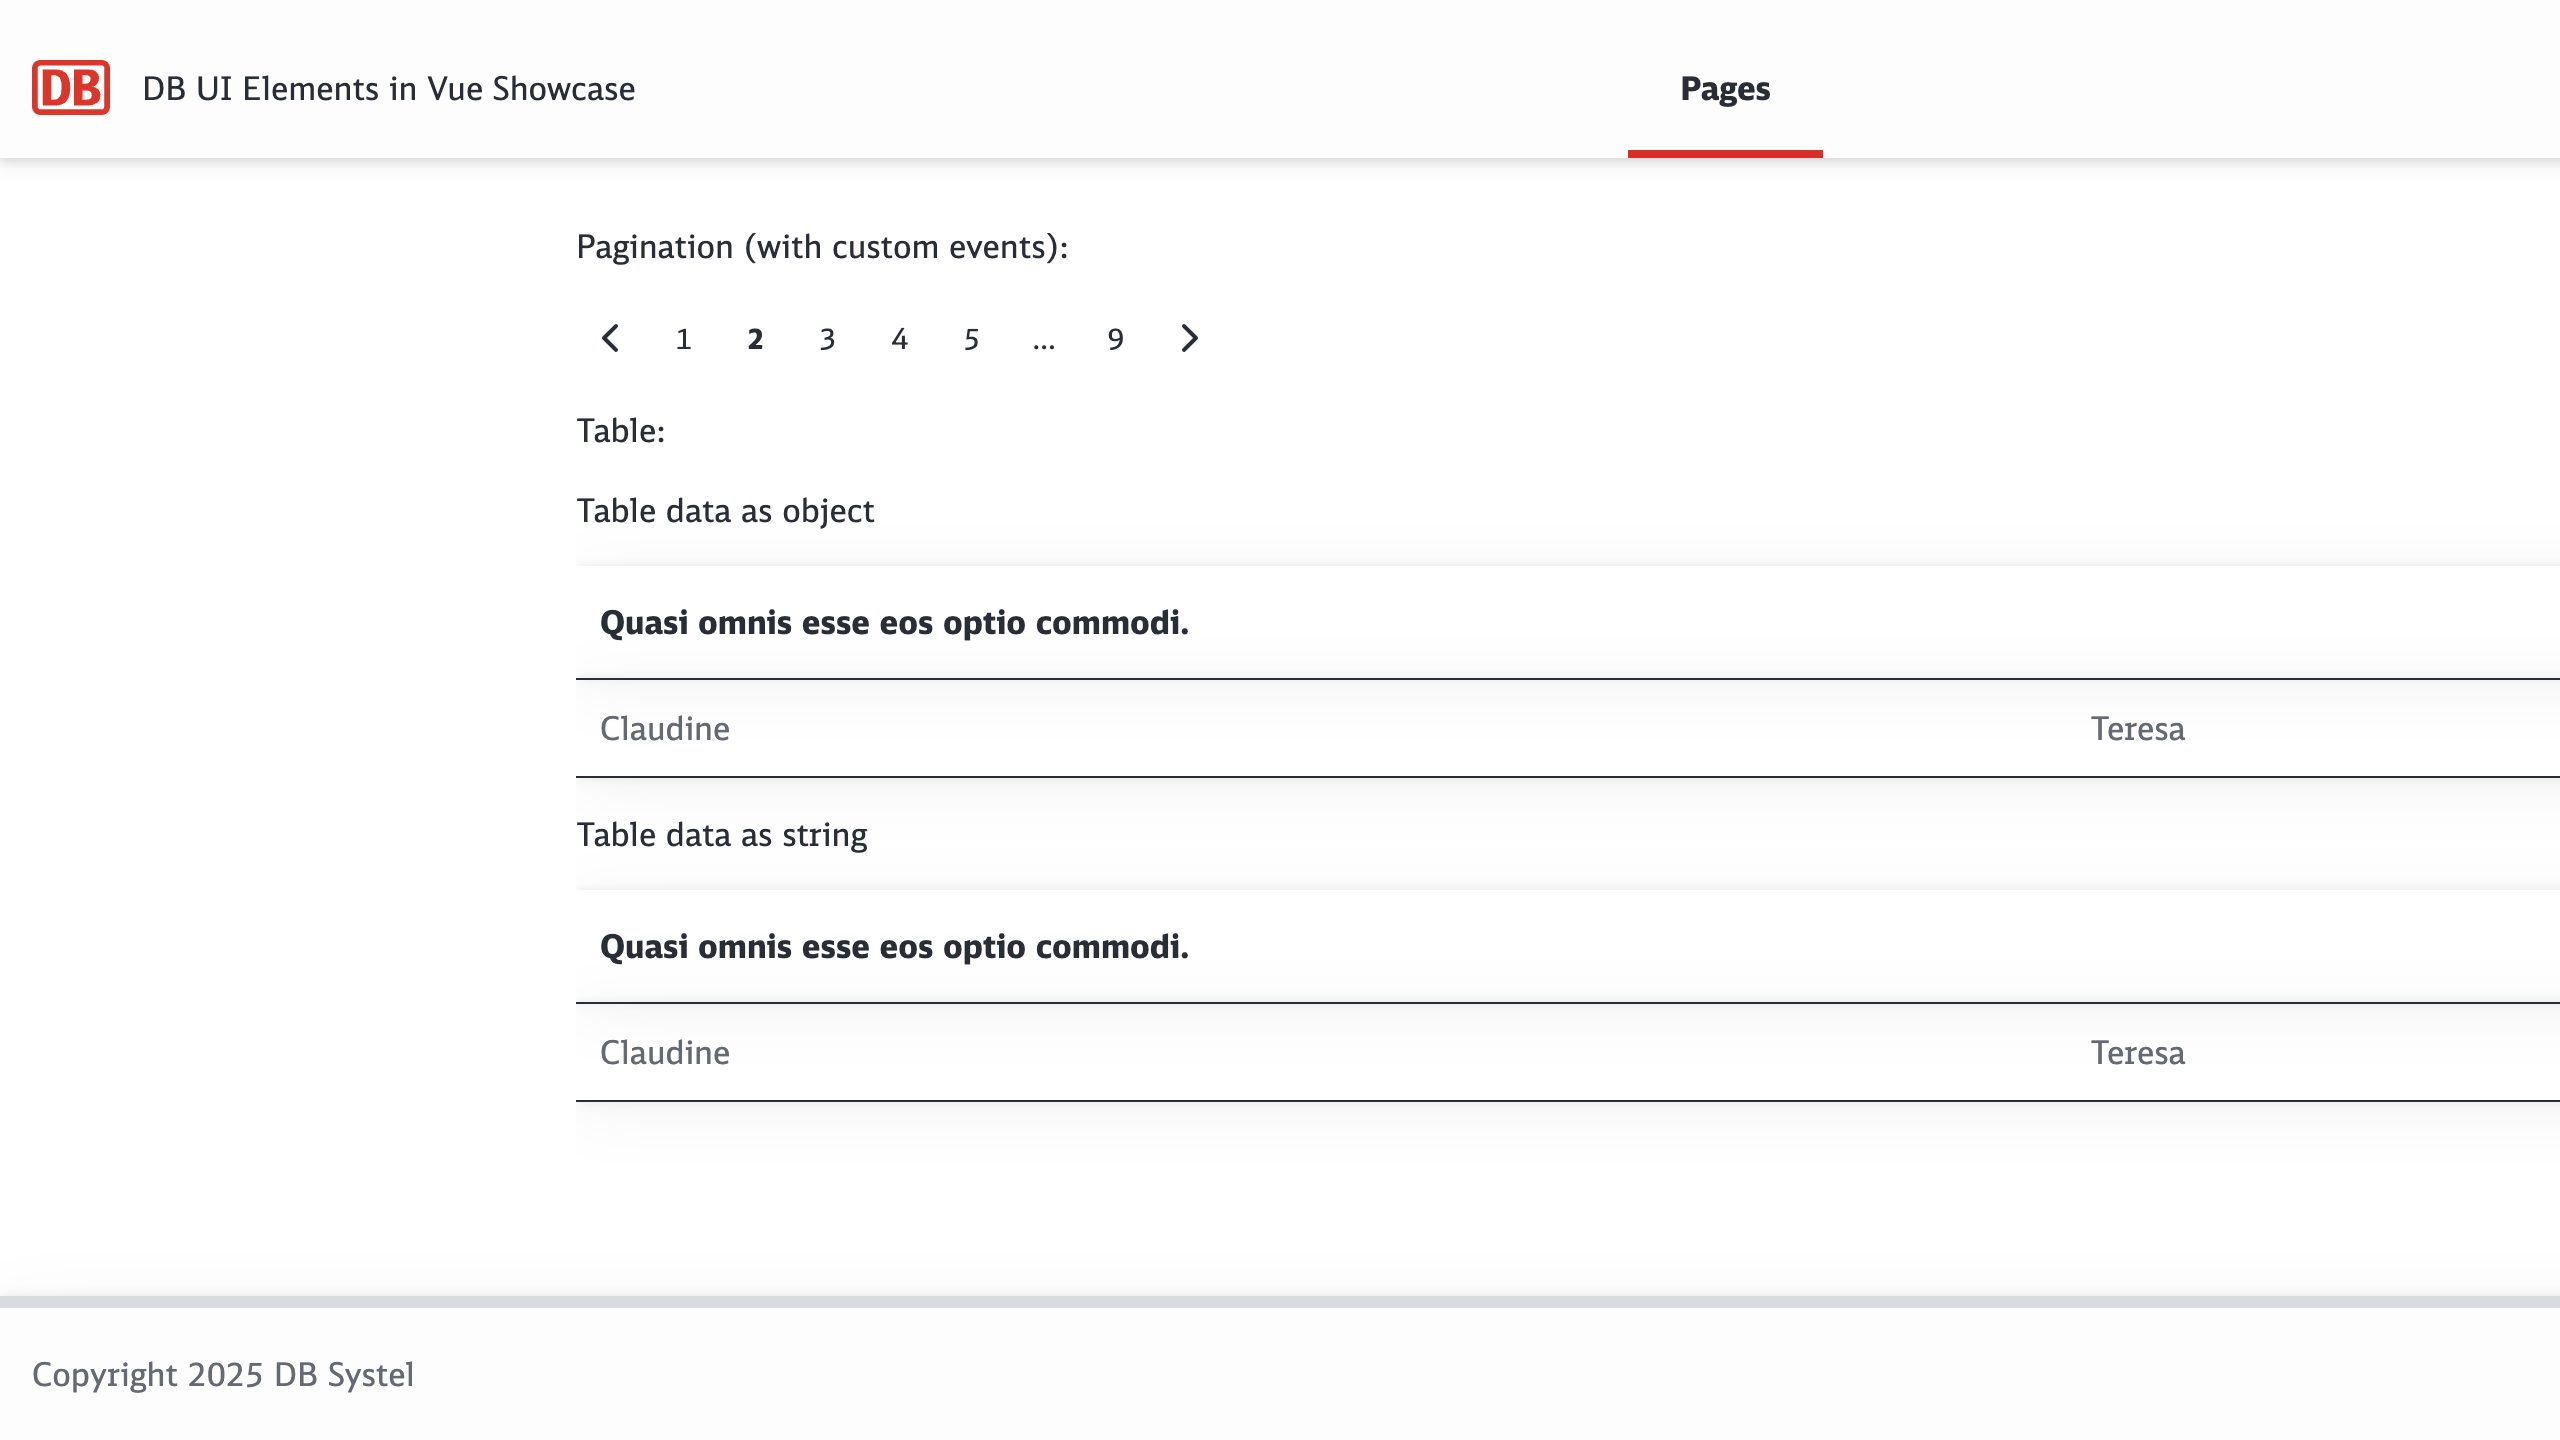 DB DB UI Elements in Vue Showcase Pages
Pagination (with custom events):
1 2 3 4 5 ... 9
Table:
Table data as object
Quasi omnis esse eos optio commodi.
Claudine Teresa
Table data as string
Quasi omnis esse eos optio commodi.
Claudine Teresa
Copyright 2025 DB Systel